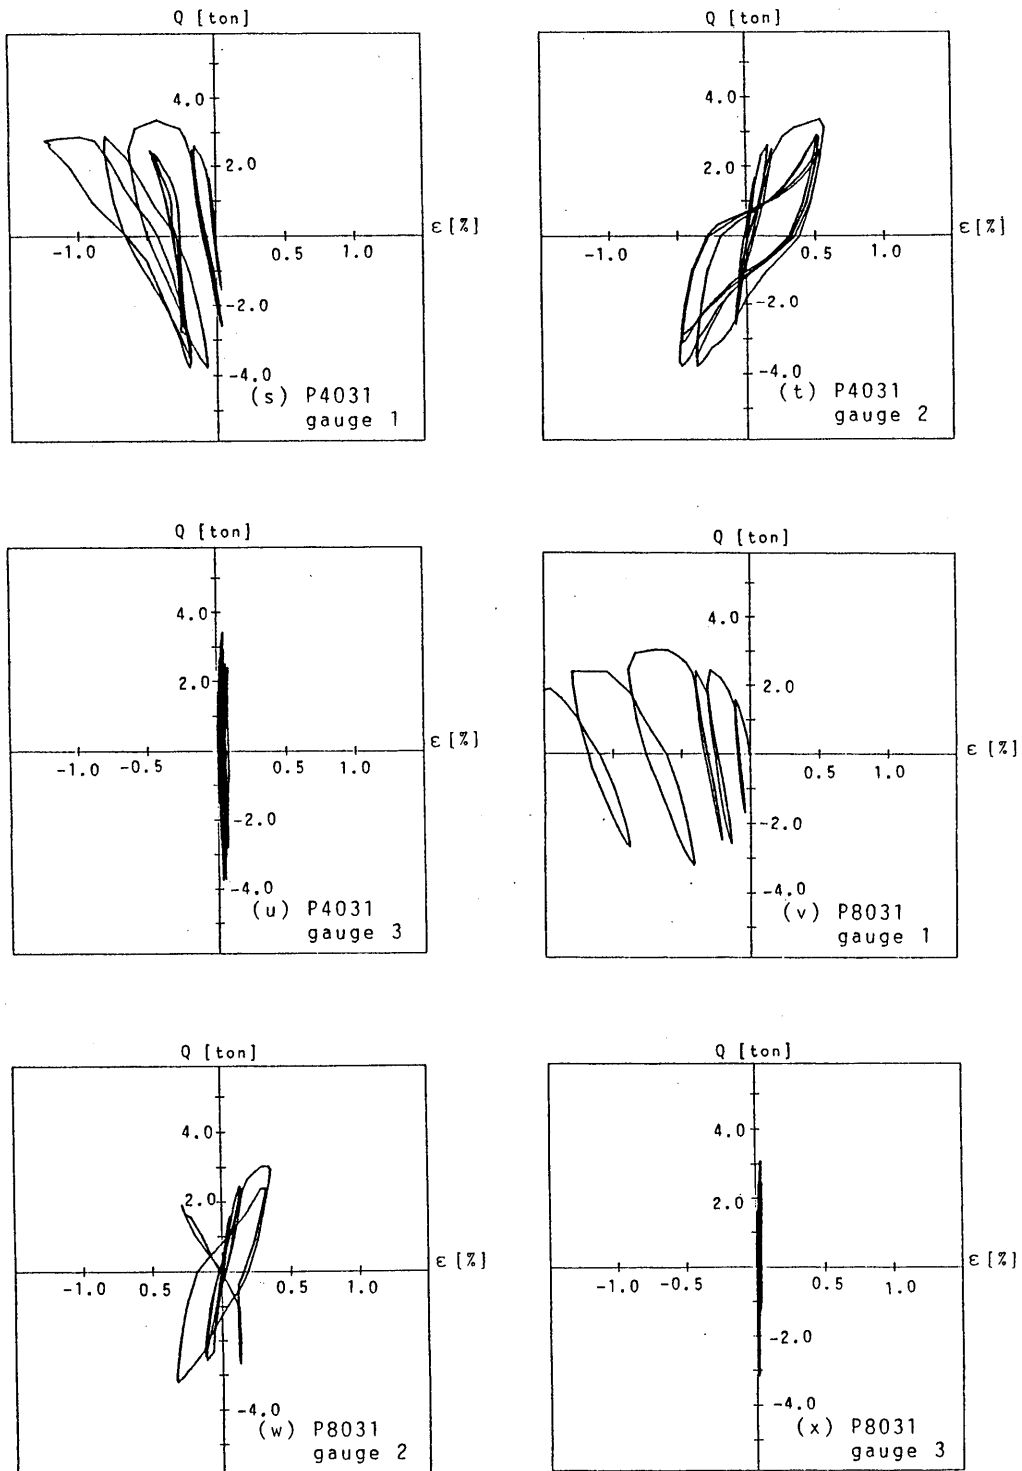 Q [ton]
4.0
2.0
ε [%]
-1.0
0.5
1.0
-2.0
-4.0
(s) P4031
gauge 1
Q [ton]
4.0
2.0
ε [%]
-1.0
0.5
1.0
-2.0
-4.0
(t) P4031
gauge 2
Q [ton]
4.0
2.0
ε [%]
-1.0 -0.5
0.5
1.0
-2.0
-4.0
(u) P4031
gauge 3
Q [ton]
4.0
2.0
ε [%]
0.5
1.0
-2.0
-4.0
(v) P8031
gauge 1
Q [ton]
4.0
2.0
ε [%]
-1.0
0.5
0.5
1.0
-4.0
(w) P8031
gauge 2
Q [ton]
4.0
2.0
ε [%]
-1.0 -0.5
0.5
1.0
-2.0
-4.0
(x) P8031
gauge 3